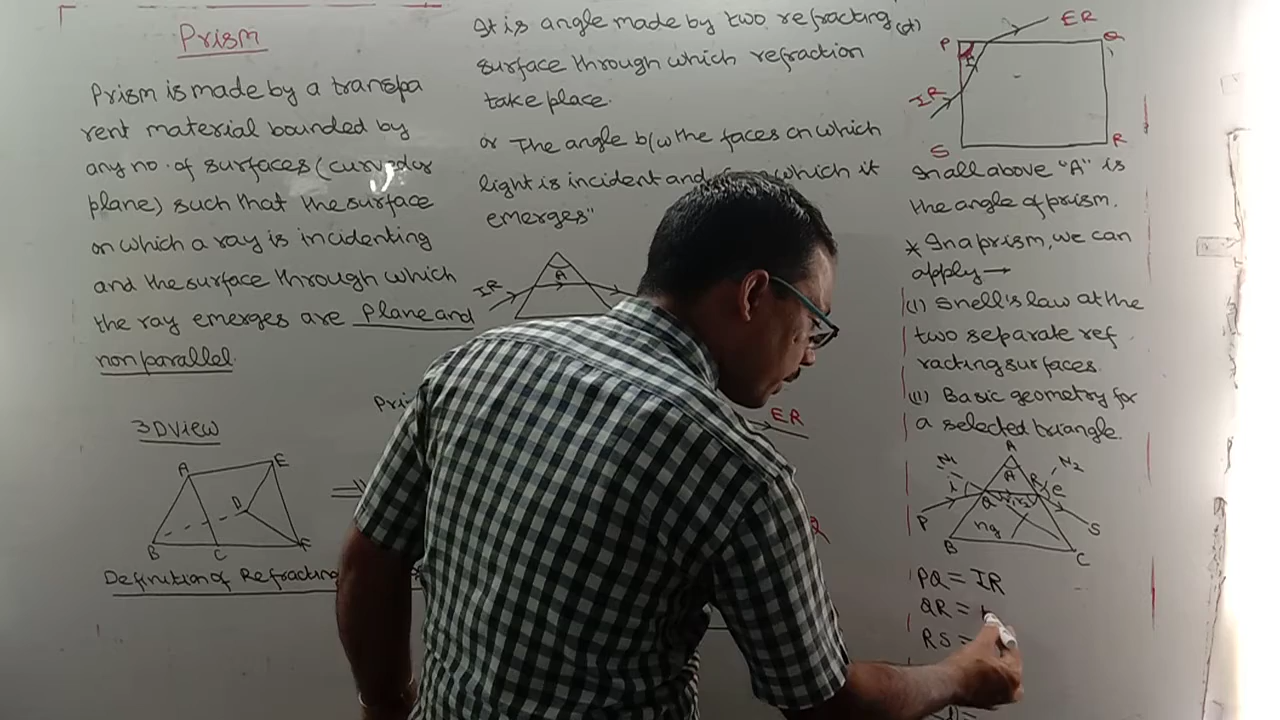 Prism
Prism is made by a transpa
rent material bounded by
any no. of surfaces (curved or
plane) such that the surface
on which a ray is incidenting
and the surface through which
the ray emerges are plane and
non parallel.
3D View
A
E
D
B
C
F
Definition of Refracting
It is angle made by two refracting
surface through which refraction
take place.
or The angle b/w the faces on which
light is incident and which it
emerges"
IR
A
ER
(d)
P
Q
ER
A
IR
S
R
In all above "A" is
the angle of prism.
* In a prism, we can
apply →
(i) Snell's law at the
two separate ref
racting surfaces.
(ii) Basic geometry for
a selected triangle.
A
N1
N2
A
i
R
e
Q
r1
r2
P
S
ng
B
C
PQ = IR
QR =
RS =